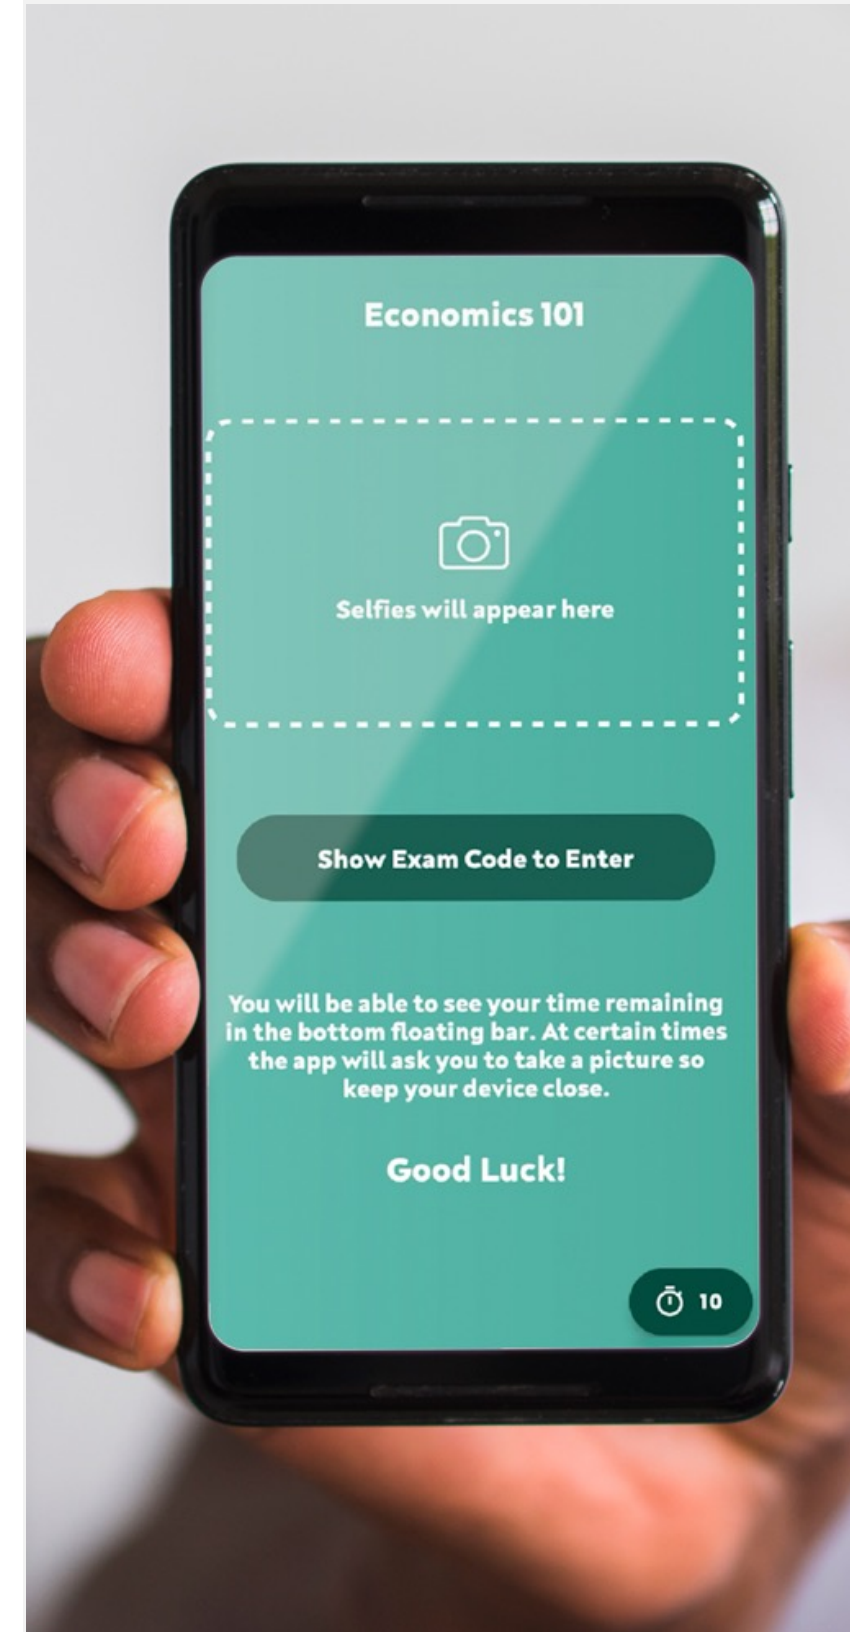 Economics 101
Selfies will appear here
Show Exam Code to Enter
You will be able to see your time remaining
in the bottom floating bar. At certain times
the app will ask you to take a picture so
keep your device close.
Good Luck!
10